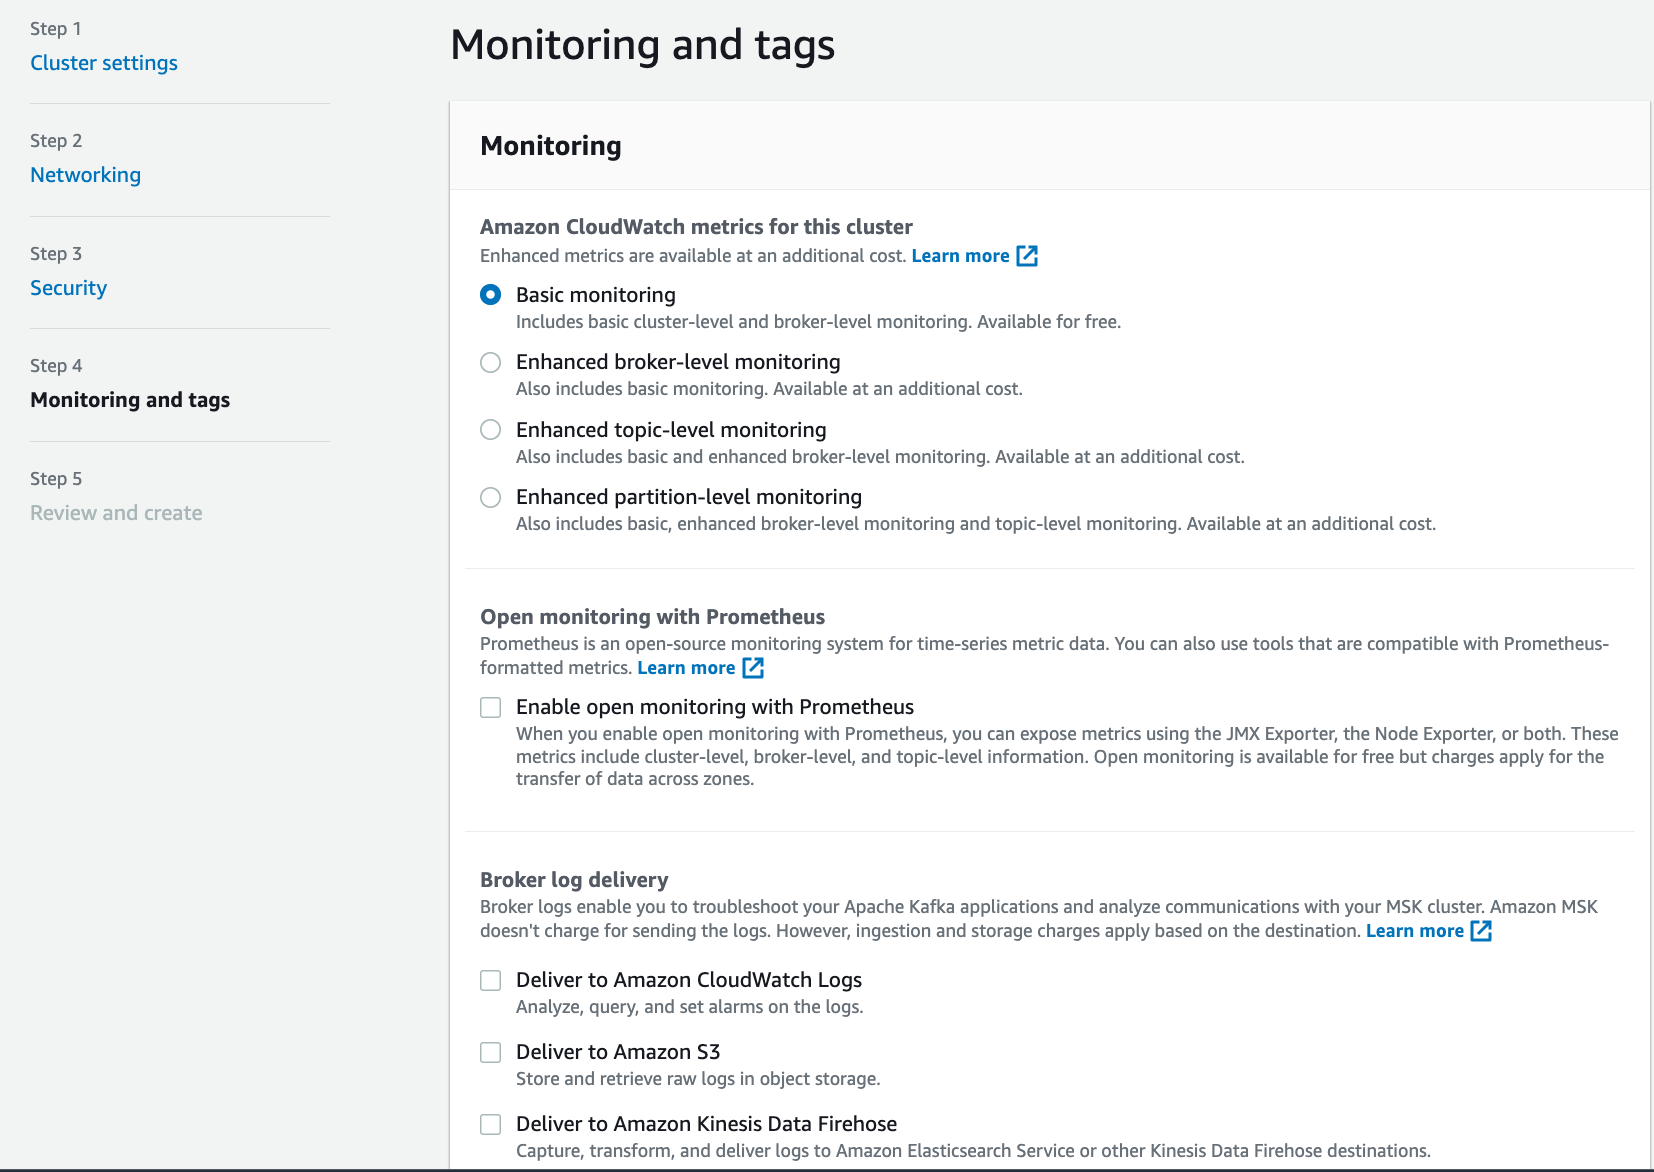 Step 1
Cluster settings
Step 2
Networking
Step 3
Security
Step 4
Monitoring and tags
Step 5
Review and create
Monitoring and tags
Monitoring
Amazon CloudWatch metrics for this cluster
Enhanced metrics are available at an additional cost. Learn more
Basic monitoring
Includes basic cluster-level and broker-level monitoring. Available for free.
Enhanced broker-level monitoring
Also includes basic monitoring. Available at an additional cost.
Enhanced topic-level monitoring
Also includes basic and enhanced broker-level monitoring. Available at an additional cost.
Enhanced partition-level monitoring
Also includes basic, enhanced broker-level monitoring and topic-level monitoring. Available at an additional cost.
Open monitoring with Prometheus
Prometheus is an open-source monitoring system for time-series metric data. You can also use tools that are compatible with Prometheus-
formatted metrics. Learn more
Enable open monitoring with Prometheus
When you enable open monitoring with Prometheus, you can expose metrics using the JMX Exporter, the Node Exporter, or both. These
metrics include cluster-level, broker-level, and topic-level information. Open monitoring is available for free but charges apply for the
transfer of data across zones.
Broker log delivery
Broker logs enable you to troubleshoot your Apache Kafka applications and analyze communications with your MSK cluster. Amazon MSK
doesn't charge for sending the logs. However, ingestion and storage charges apply based on the destination. Learn more
Deliver to Amazon CloudWatch Logs
Analyze, query, and set alarms on the logs.
Deliver to Amazon S3
Store and retrieve raw logs in object storage.
Deliver to Amazon Kinesis Data Firehose
Capture, transform, and deliver logs to Amazon Elasticsearch Service or other Kinesis Data Firehose destinations.